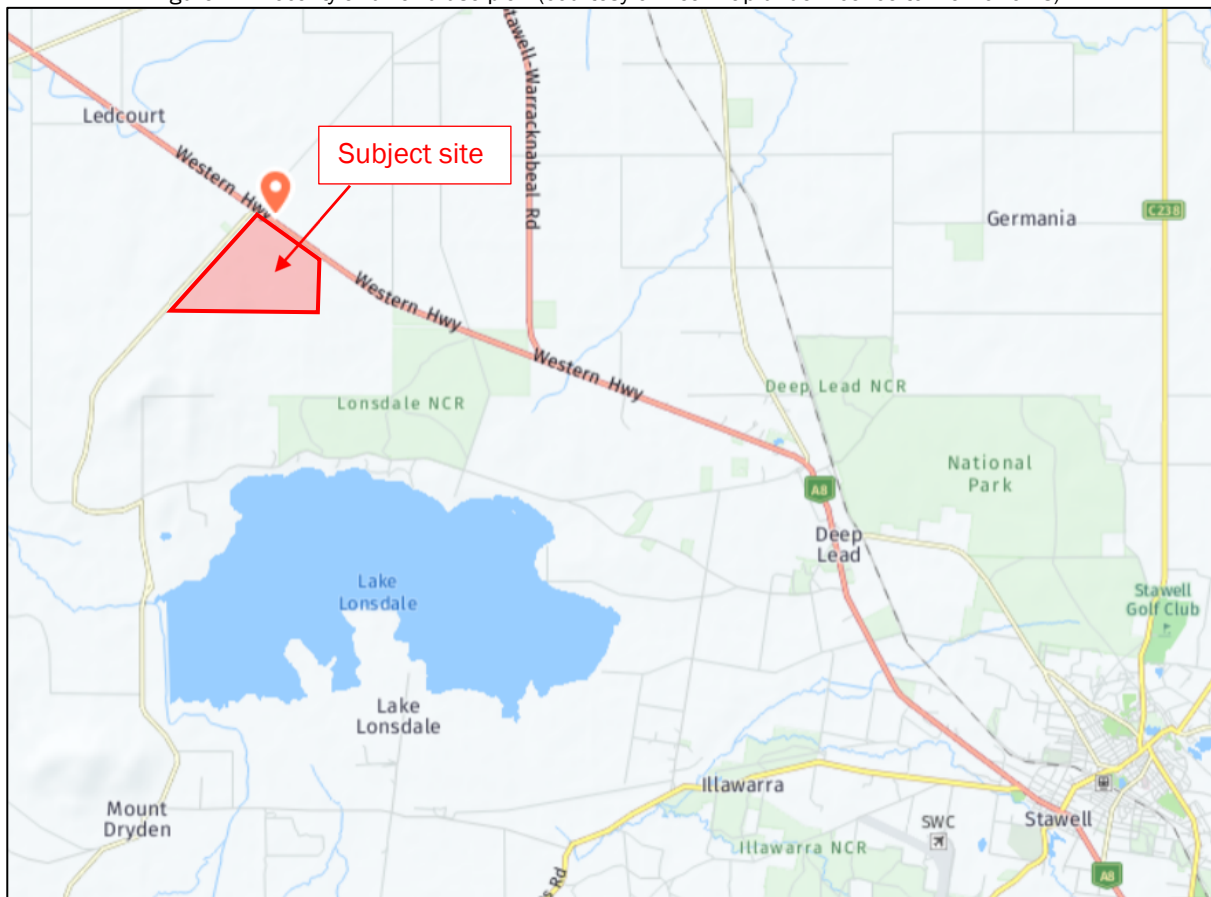 Ledcourt
Subject site
Western Hwy
Stawell-Warracknabeal Rd
C238
Germania
Western Hwy
Western Hwy
Deep Lead NCR
Lonsdale NCR
National
Park
A8
Deep
Lead
Lake
Lonsdale
Stawell
Golf Club
Lake
Lonsdale
Illawarra
Mount
Dryden
SWC
Stawell
Illawarra NCR
Rd
A8